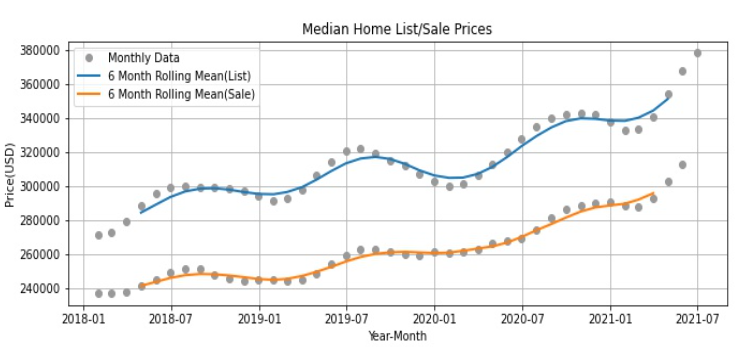 Median Home List/Sale Prices
Monthly Data
6 Month Rolling Mean(List)
6 Month Rolling Mean(Sale)
380000
360000
340000
320000
300000
280000
260000
240000
Price(USD)
2018-01 2018-07 2019-01 2019-07 2020-01 2020-07 2021-01 2021-07
Year-Month